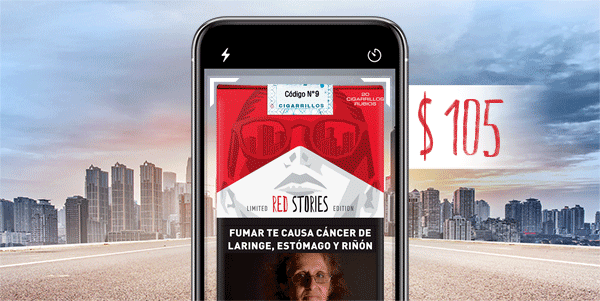 Código N°9
CIGARRILLOS
20
CIGARRILLOS
RUBIOS
$ 105
LIMITED RED STORIES EDITION
FUMAR TE CAUSA CÁNCER DE
LARINGE, ESTÓMAGO Y RIÑÓN